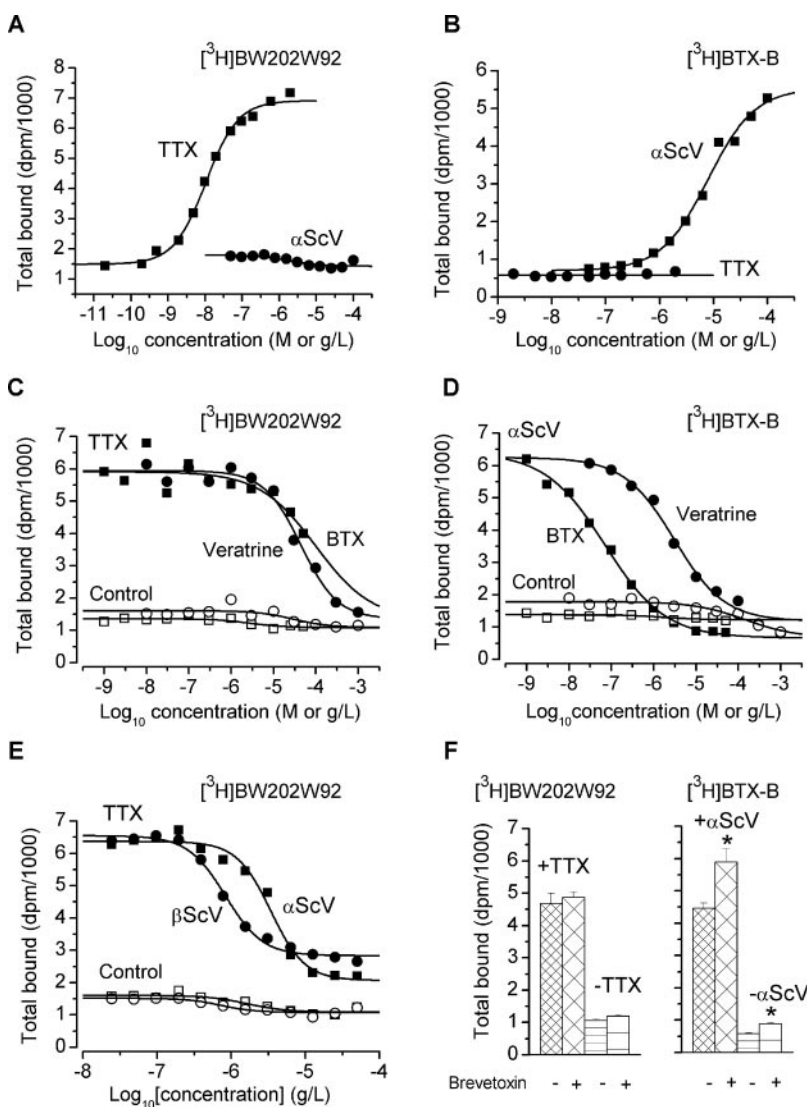 A
[³H]BW202W92
Total bound (dpm/1000)
8
7
6
5
4
3
2
1
TTX
αScV
-11 -10 -9 -8 -7 -6 -5 -4
Log₁₀ concentration (M or g/L)
B
[³H]BTX-B
Total bound (dpm/1000)
6
5
4
3
2
1
0
αScV
TTX
-9 -8 -7 -6 -5 -4 -3
Log₁₀ concentration (M or g/L)
C
[³H]BW202W92
TTX
Total bound (dpm/1000)
7
6
5
4
3
2
1
0
Veratrine
BTX
Control
-9 -8 -7 -6 -5 -4 -3
Log₁₀ concentration (M or g/L)
D
[³H]BTX-B
αScV
Total bound (dpm/1000)
7
6
5
4
3
2
1
0
Veratrine
BTX
Control
-9 -8 -7 -6 -5 -4 -3
Log₁₀concentration (M or g/L)
E
[³H]BW202W92
TTX
Total bound (dpm/1000)
7
6
5
4
3
2
1
0
βScV
αScV
Control
-8 -7 -6 -5 -4
Log₁₀[concentration] (g/L)
F
[³H]BW202W92
[³H]BTX-B
Total bound (dpm/1000)
7
6
5
4
3
2
1
0
+TTX
-TTX
+αScV
*
-αScV
*
Brevetoxin - + - + - + - +